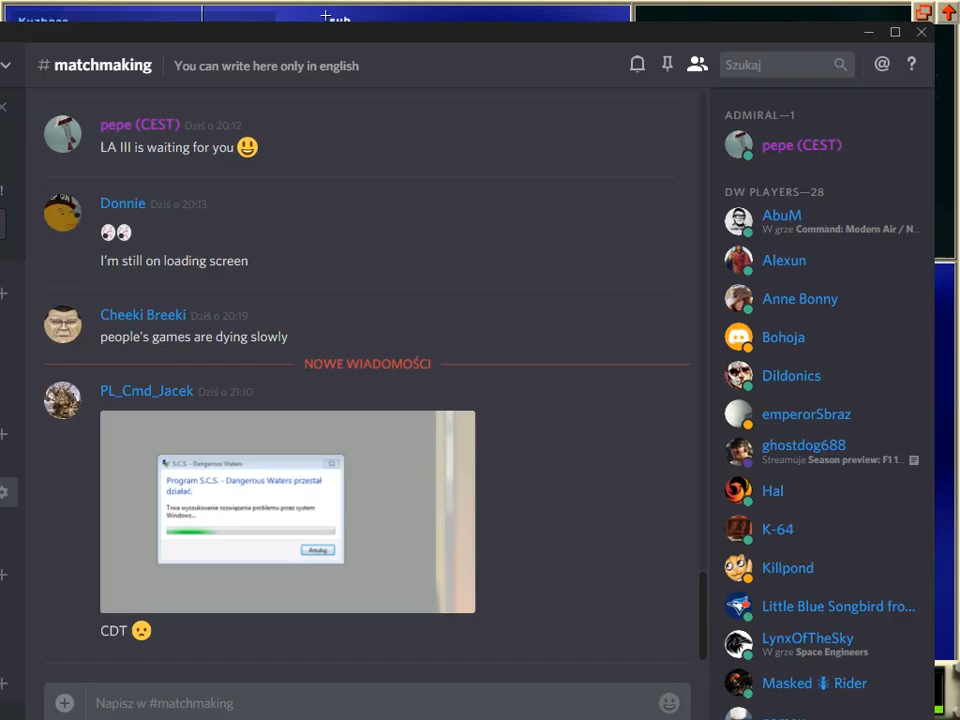 sub
# matchmaking
You can write here only in english
Szukaj
@
?
pepe (CEST) Dziś o 20:12
LA III is waiting for you
Donnie Dziś o 20:13
I'm still on loading screen
Cheeki Breeki Dziś o 20:19
people's games are dying slowly
NOWE WIADOMOŚCI
PL_Cmd_Jacek Dziś o 21:10
S.C.S. - Dangerous Waters
Program S.C.S. - Dangerous Waters przestał
działać.
Trwa wyszukiwanie rozwiązania problemu przez system
Windows...
Anuluj
CDT
Napisz w #matchmaking
ADMIRAL—1
pepe (CEST)
DW PLAYERS—28
AbuM
W grze Command: Modern Air / N...
Alexun
Anne Bonny
Bohoja
Dildonics
emperorSbraz
ghostdog688
Streamuje Season preview: F1 1...
Hal
K-64
Killpond
Little Blue Songbird fro...
LynxOfTheSky
W grze Space Engineers
Masked Rider